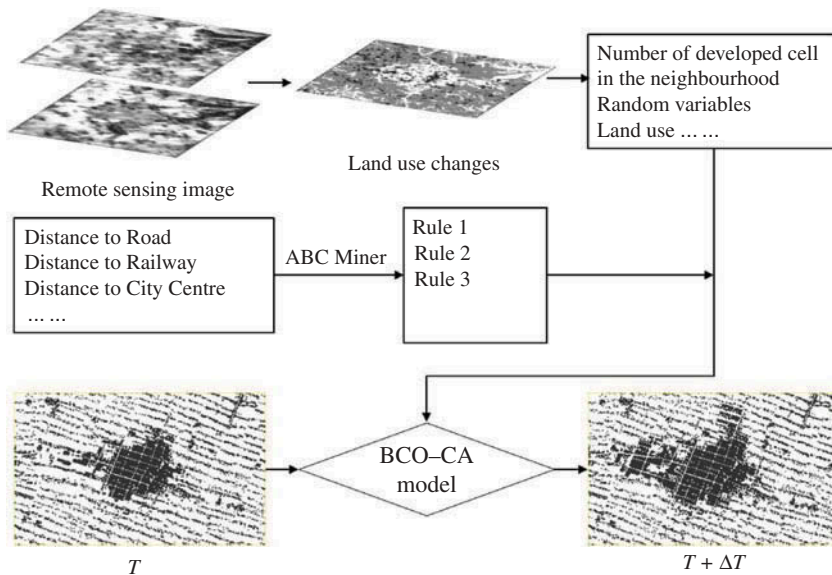 Number of developed cell
in the neighbourhood
Random variables
Land use ... ...
Remote sensing image
Land use changes
Distance to Road
Distance to Railway
Distance to City Centre
... ...
ABC Miner
Rule 1
Rule 2
Rule 3
BCO–CA
model
T
T + ΔT